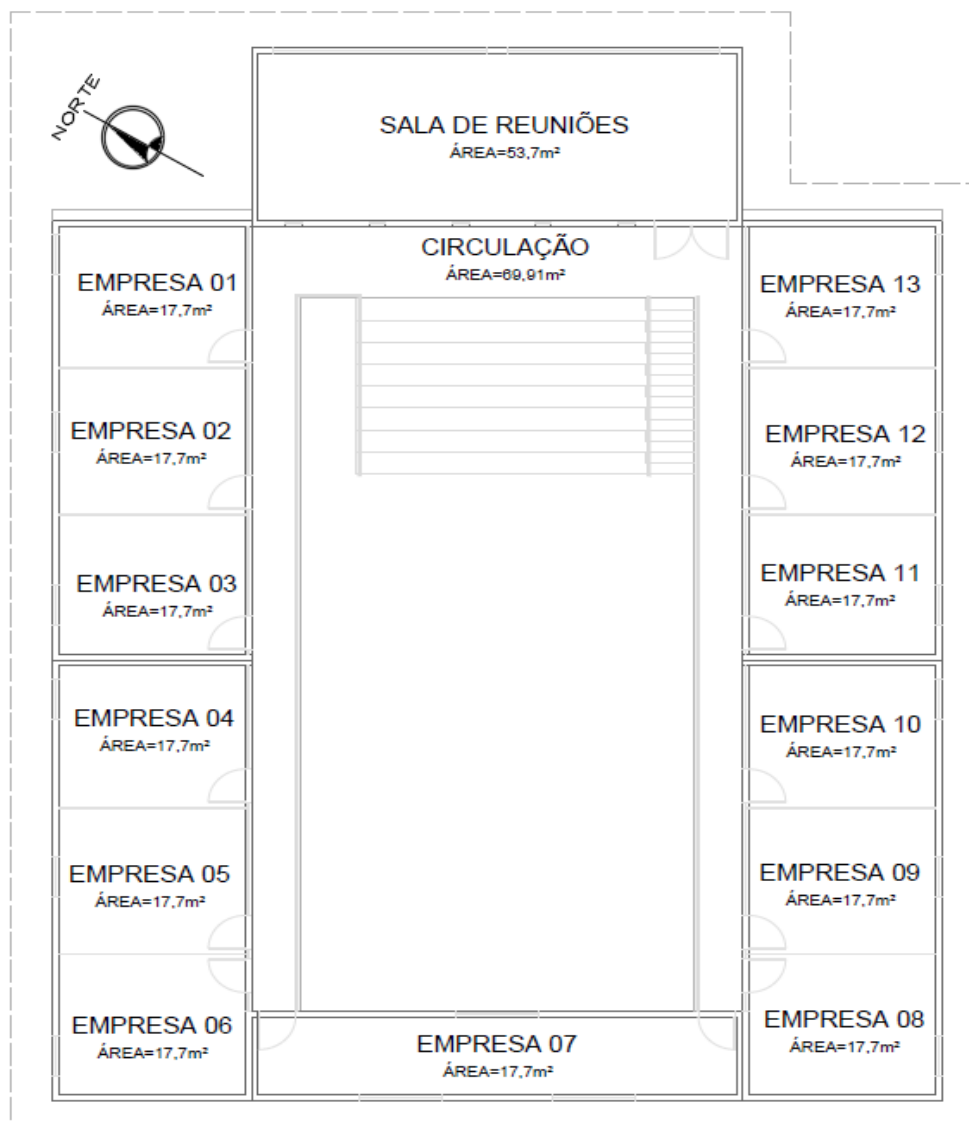 NORTE
SALA DE REUNIÕES
ÁREA=53,7m²
CIRCULAÇÃO
ÁREA=69,91m²
EMPRESA 01
ÁREA=17,7m²
EMPRESA 13
ÁREA=17,7m²
EMPRESA 02
ÁREA=17,7m²
EMPRESA 12
ÁREA=17,7m²
EMPRESA 03
ÁREA=17,7m²
EMPRESA 11
ÁREA=17,7m²
EMPRESA 04
ÁREA=17,7m²
EMPRESA 10
ÁREA=17,7m²
EMPRESA 05
ÁREA=17,7m²
EMPRESA 09
ÁREA=17,7m²
EMPRESA 06
ÁREA=17,7m²
EMPRESA 07
ÁREA=17,7m²
EMPRESA 08
ÁREA=17,7m²